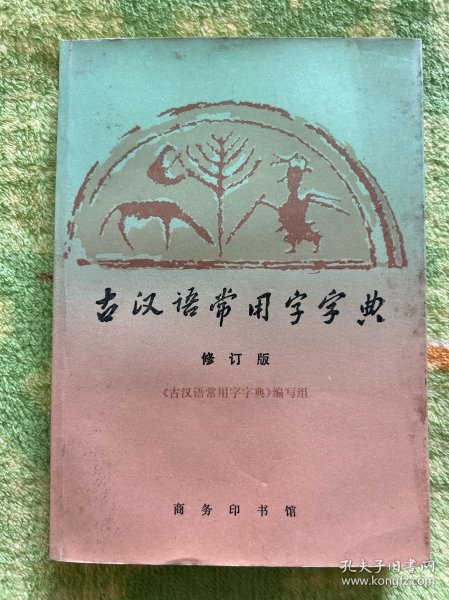 古汉语常用字字典
修订版
《古汉语常用字字典》编写组
商务印书馆
孔夫子旧书网
www.kongfz.com